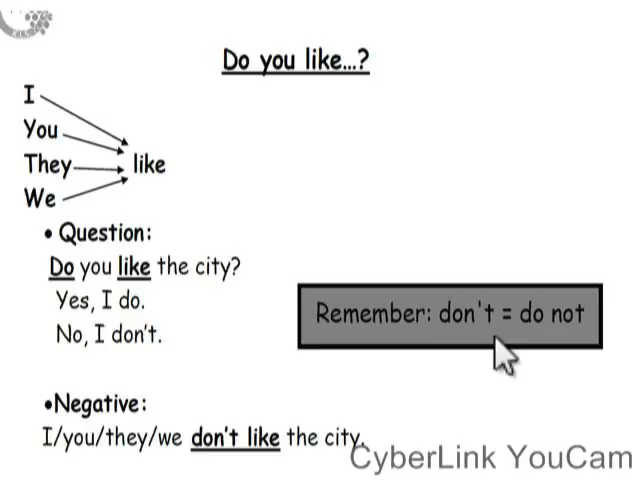 KLS
Do you like...?
I
You
They
like
We
• Question:
Do you like the city?
Yes, I do.
No, I don't.
Remember: don't = do not
•Negative:
I/you/they/we don't like the city.
CyberLink YouCam